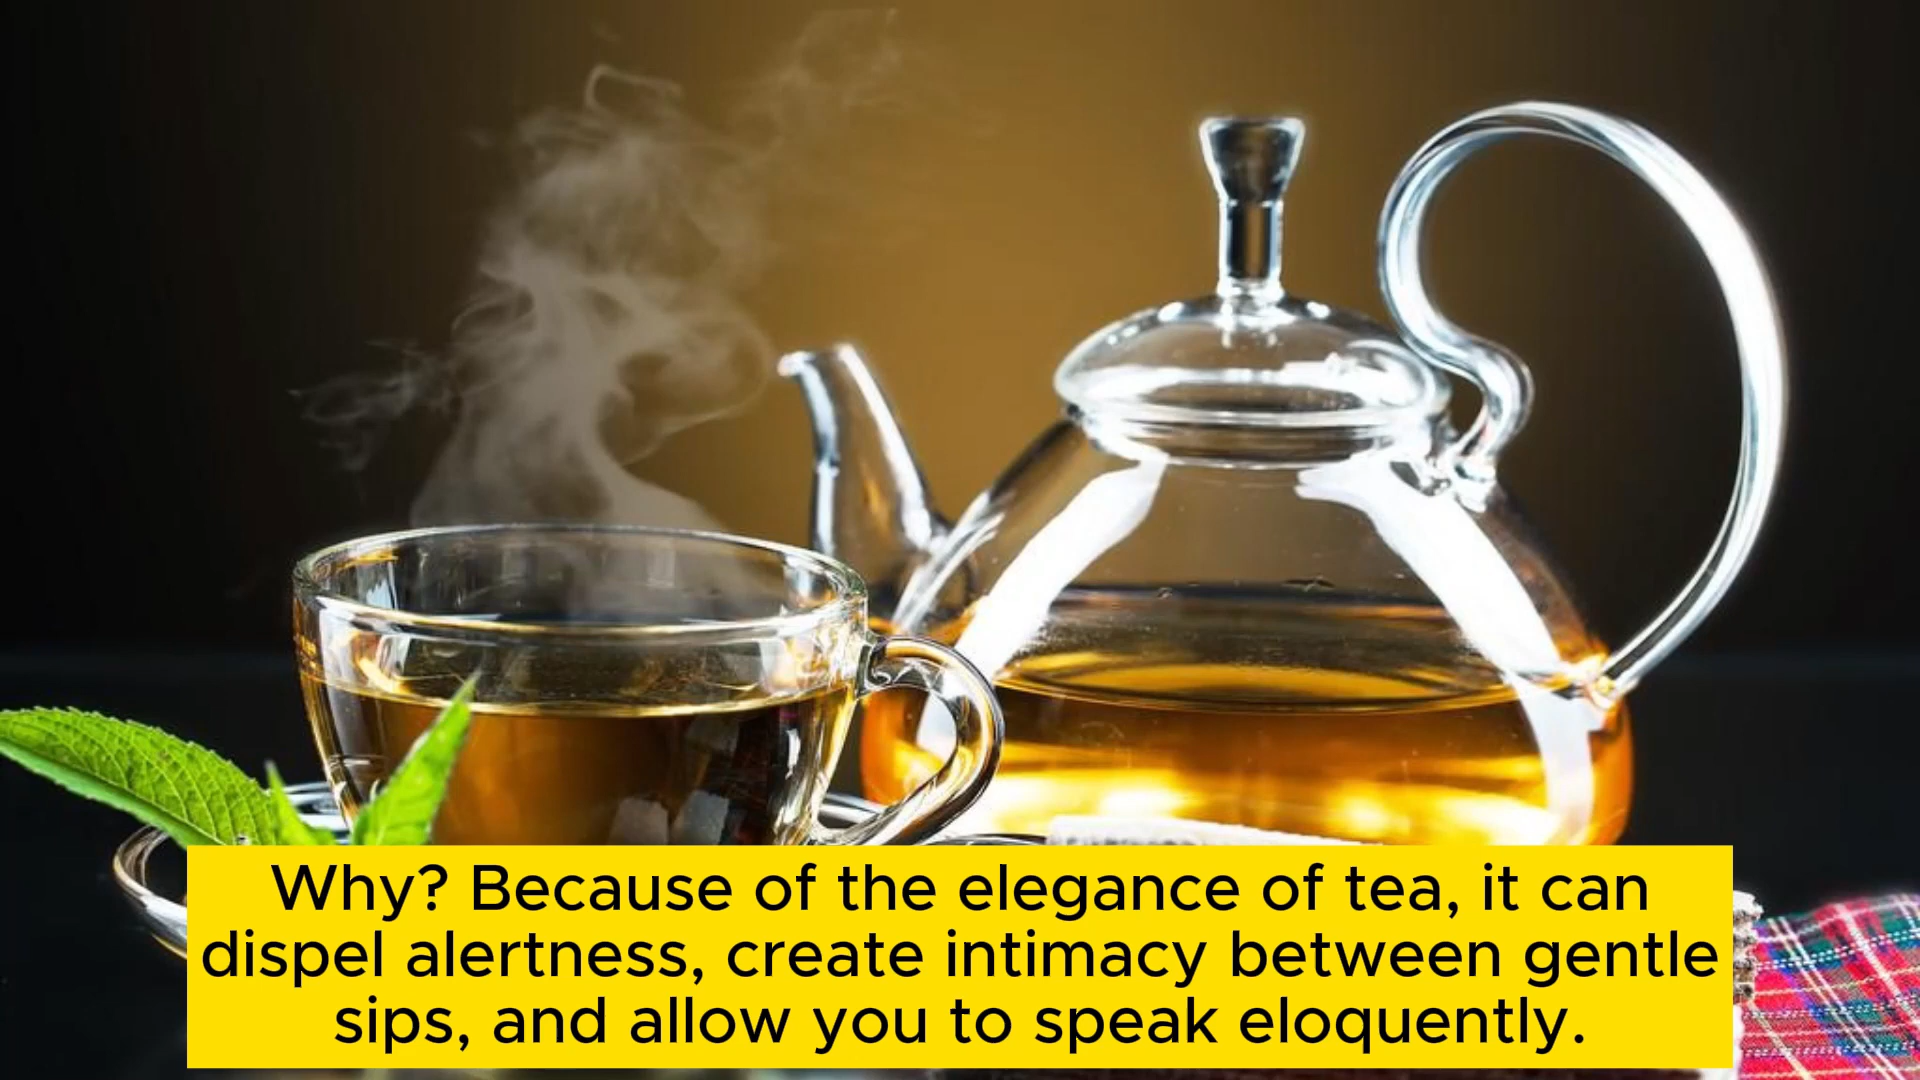 Why? Because of the elegance of tea, it can
dispel alertness, create intimacy between gentle
sips, and allow you to speak eloquently.